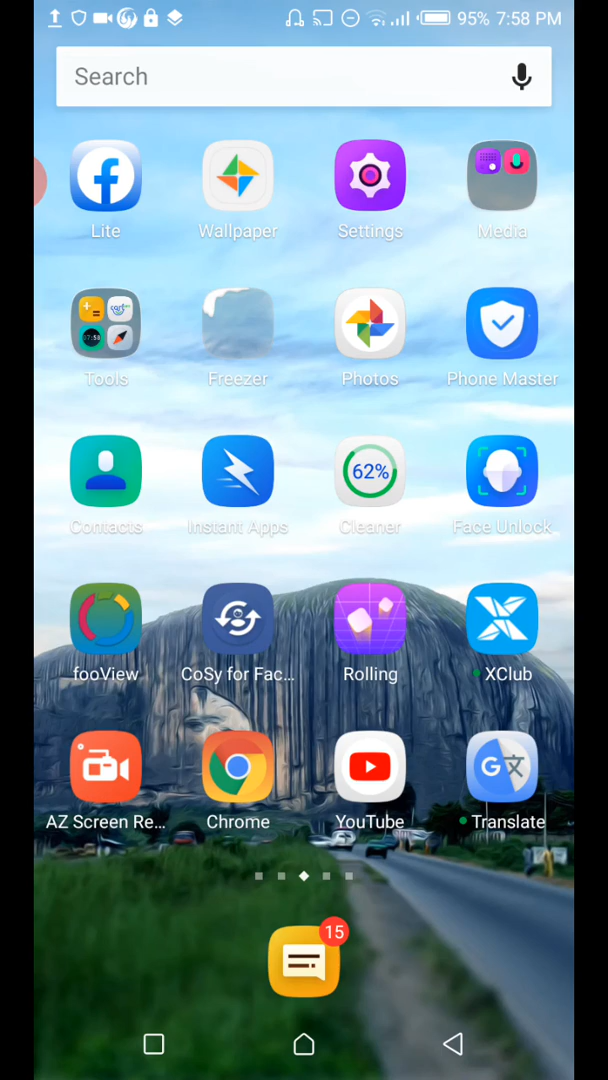 95% 7:58 PM
Search
Lite
Wallpaper
Settings
Media
Tools
Freezer
Photos
Phone Master
Contacts
Instant Apps
62%
Cleaner
Face Unlock
fooView
CoSy for Fac...
Rolling
XClub
AZ Screen Re...
Chrome
YouTube
Translate
15